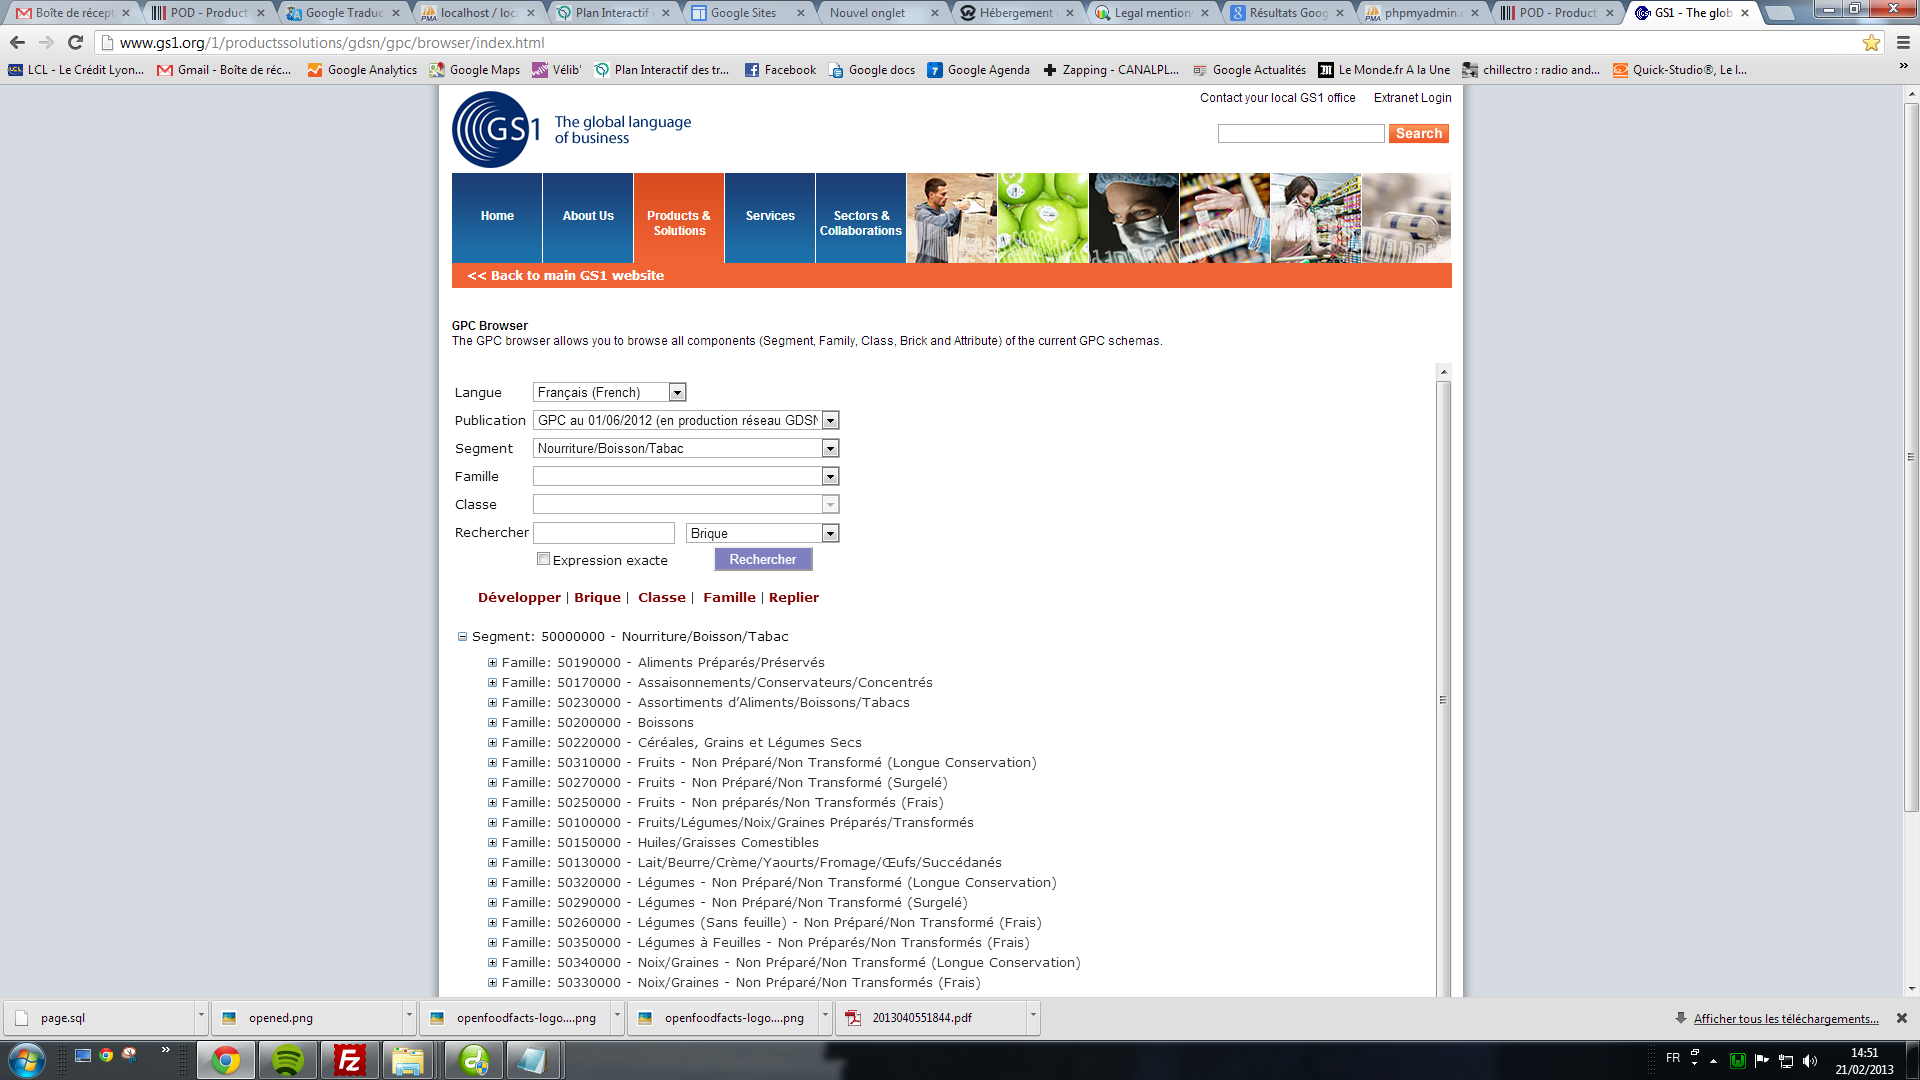 Boîte de récept
POD - Product
Google Traduc
localhost / loca
Plan Interactif
Google Sites
Nouvel onglet
Hébergement
Legal mention
Résultats Goog
phpmyadmin.
POD - Product
GS1 - The glob
www.gs1.org/1/productssolutions/gdsn/gpc/browser/index.html
LCL - Le Crédit Lyon...
Gmail - Boîte de réc...
Google Analytics
Google Maps
Vélib'
Plan Interactif des tr...
Facebook
Google docs
Google Agenda
Zapping - CANALPL...
Google Actualités
Le Monde.fr A la Une
chillectro : radio and...
Quick-Studio®, Le l...
»
Contact your local GS1 office
Extranet Login
GS1
The global language
of business
Search
Home
About Us
Products &
Solutions
Services
Sectors &
Collaborations
<< Back to main GS1 website
GPC Browser
The GPC browser allows you to browse all components (Segment, Family, Class, Brick and Attribute) of the current GPC schemas.
Langue Français (French)
Publication GPC au 01/06/2012 (en production réseau GDSN
Segment Nourriture/Boisson/Tabac
Famille
Classe
Rechercher Brique
Expression exacte Rechercher
Développer | Brique | Classe | Famille | Replier
Segment: 50000000 - Nourriture/Boisson/Tabac
Famille: 50190000 - Aliments Préparés/Préservés
Famille: 50170000 - Assaisonnements/Conservateurs/Concentrés
Famille: 50230000 - Assortiments d’Aliments/Boissons/Tabacs
Famille: 50200000 - Boissons
Famille: 50220000 - Céréales, Grains et Légumes Secs
Famille: 50310000 - Fruits - Non Préparé/Non Transformé (Longue Conservation)
Famille: 50270000 - Fruits - Non Préparé/Non Transformé (Surgelé)
Famille: 50250000 - Fruits - Non préparés/Non Transformés (Frais)
Famille: 50100000 - Fruits/Légumes/Noix/Graines Préparés/Transformés
Famille: 50150000 - Huiles/Graisses Comestibles
Famille: 50130000 - Lait/Beurre/Crème/Yaourts/Fromage/Œufs/Succédanés
Famille: 50320000 - Légumes - Non Préparé/Non Transformé (Longue Conservation)
Famille: 50290000 - Légumes - Non Préparé/Non Transformé (Surgelé)
Famille: 50260000 - Légumes (Sans feuille) - Non Préparé/Non Transformé (Frais)
Famille: 50350000 - Légumes à Feuilles - Non Préparés/Non Transformés (Frais)
Famille: 50340000 - Noix/Graines - Non Préparé/Non Transformé (Longue Conservation)
Famille: 50330000 - Noix/Graines - Non Préparé/Non Transformés (Frais)
page.sql
opened.png
openfoodfacts-logo....png
openfoodfacts-logo....png
2013040551844.pdf
Afficher tous les téléchargements...
»
FR
14:51
21/02/2013